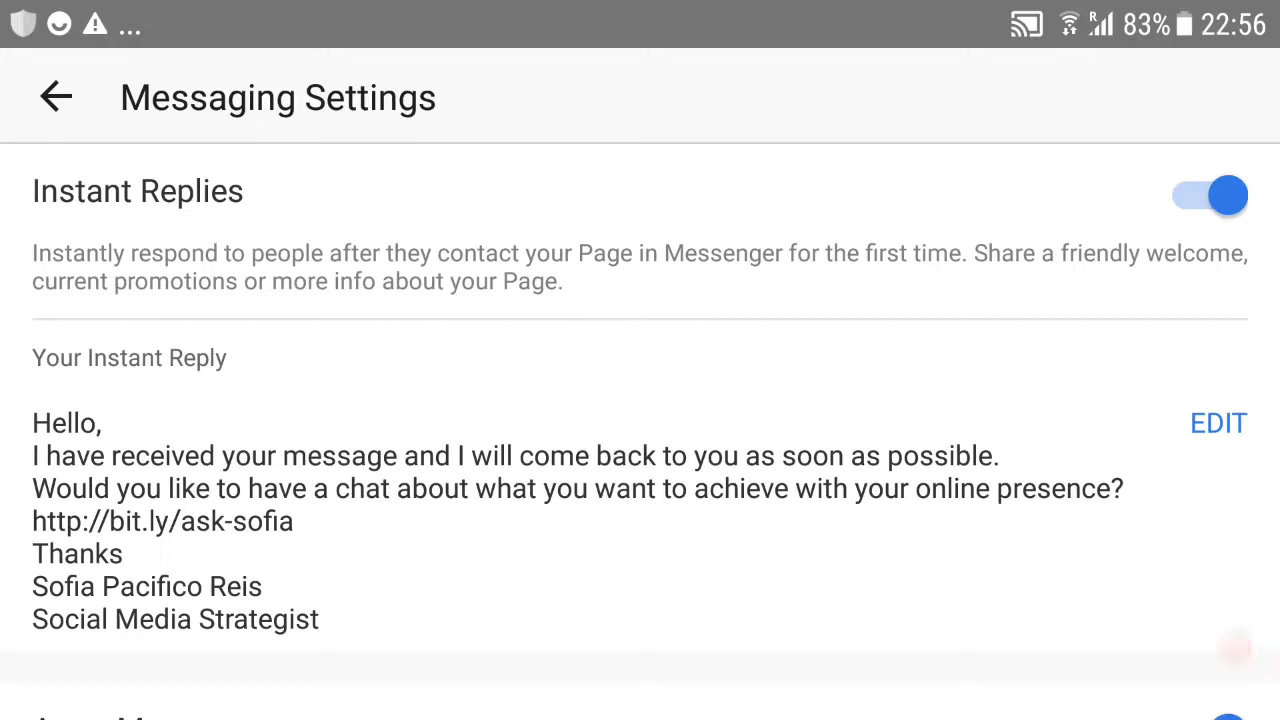 ... R 83% 22:56
Messaging Settings
Instant Replies
Instantly respond to people after they contact your Page in Messenger for the first time. Share a friendly welcome,
current promotions or more info about your Page.
Your Instant Reply
Hello,
EDIT
I have received your message and I will come back to you as soon as possible.
Would you like to have a chat about what you want to achieve with your online presence?
http://bit.ly/ask-sofia
Thanks
Sofia Pacifico Reis
Social Media Strategist